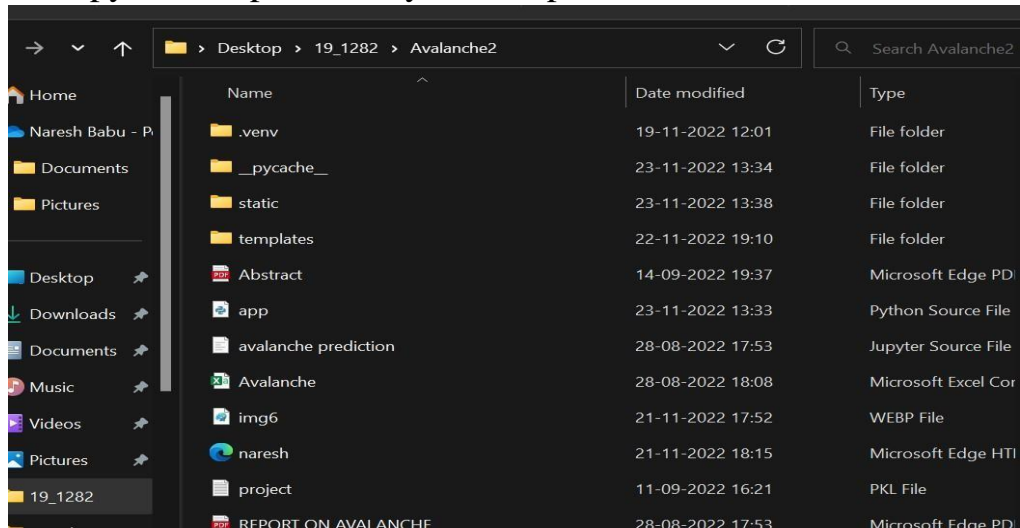 Desktop > 19_1282 > Avalanche2
Search Avalanche2
Home
Naresh Babu - P
Documents
Pictures
Desktop
Downloads
Documents
Music
Videos
Pictures
19_1282
Name Date modified Type
.venv 19-11-2022 12:01 File folder
__pycache__ 23-11-2022 13:34 File folder
static 23-11-2022 13:38 File folder
templates 22-11-2022 19:10 File folder
Abstract 14-09-2022 19:37 Microsoft Edge PD
app 23-11-2022 13:33 Python Source File
avalanche prediction 28-08-2022 17:53 Jupyter Source File
Avalanche 28-08-2022 18:08 Microsoft Excel Cor
img6 21-11-2022 17:52 WEBP File
naresh 21-11-2022 18:15 Microsoft Edge HTI
project 11-09-2022 16:21 PKL File
REPORT ON AVALANCHE 28-08-2022 17:53 Microsoft Edge PD